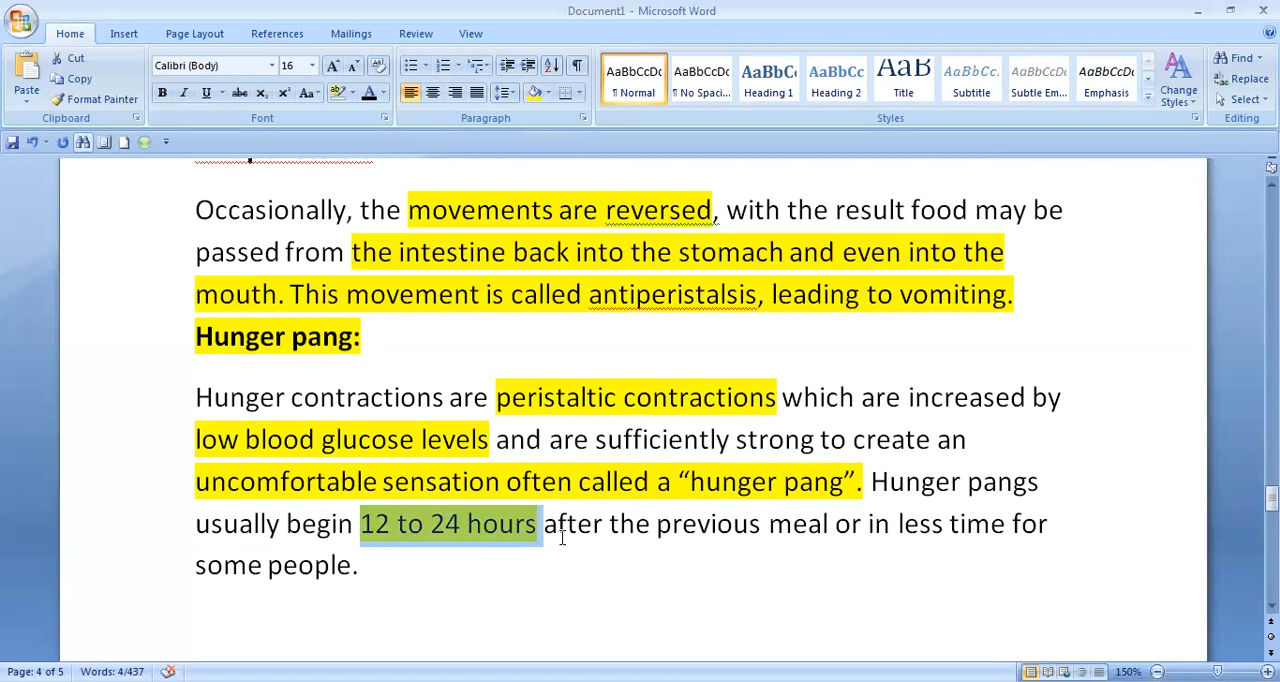 Document1 - Microsoft Word
Home Insert Page Layout References Mailings Review View
Paste
Cut
Copy
Format Painter
Clipboard
Calibri (Body) 16
B I U abc x₂ x² Aa
Font
Paragraph
AaBbCcDc AaBbCcDc AaBbC AaBbCc AaB AaBbCc. AaBbCcDc AaBbCcDc
¶ Normal ¶ No Spaci... Heading 1 Heading 2 Title Subtitle Subtle Em... Emphasis
Change Styles
Styles
Find
Replace
Select
Editing
Occasionally, the movements are reversed, with the result food may be
passed from the intestine back into the stomach and even into the
mouth. This movement is called antiperistalsis, leading to vomiting.
Hunger pang:
Hunger contractions are peristaltic contractions which are increased by
low blood glucose levels and are sufficiently strong to create an
uncomfortable sensation often called a “hunger pang”. Hunger pangs
usually begin 12 to 24 hours after the previous meal or in less time for
some people.
Page: 4 of 5 Words: 4/437 150%